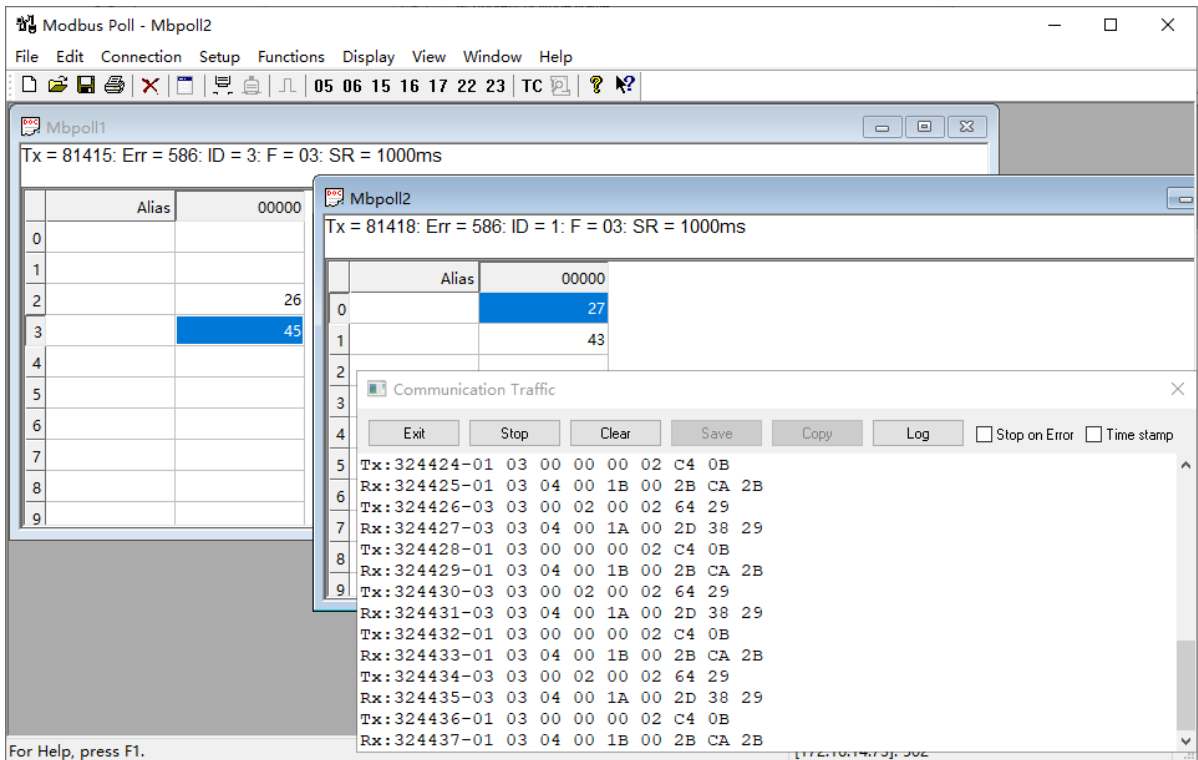 Modbus Poll - Mbpoll2
File Edit Connection Setup Functions Display View Window Help
05 06 15 16 17 22 23 TC
Mbpoll1
Tx = 81415: Err = 586: ID = 3: F = 03: SR = 1000ms
Alias 00000
0
1
2 26
3 45
4
5
6
7
8
9
Mbpoll2
Tx = 81418: Err = 586: ID = 1: F = 03: SR = 1000ms
Alias 00000
0 27
1 43
2
3
4
5
6
7
8
9
Communication Traffic
Exit Stop Clear Save Copy Log Stop on Error Time stamp
Tx:324424-01 03 00 00 00 02 C4 0B
Rx:324425-01 03 04 00 1B 00 2B CA 2B
Tx:324426-03 03 00 02 00 02 64 29
Rx:324427-03 03 04 00 1A 00 2D 38 29
Tx:324428-01 03 00 00 00 02 C4 0B
Rx:324429-01 03 04 00 1B 00 2B CA 2B
Tx:324430-03 03 00 02 00 02 64 29
Rx:324431-03 03 04 00 1A 00 2D 38 29
Tx:324432-01 03 00 00 00 02 C4 0B
Rx:324433-01 03 04 00 1B 00 2B CA 2B
Tx:324434-03 03 00 02 00 02 64 29
Rx:324435-03 03 04 00 1A 00 2D 38 29
Tx:324436-01 03 00 00 00 02 C4 0B
Rx:324437-01 03 04 00 1B 00 2B CA 2B
For Help, press F1.